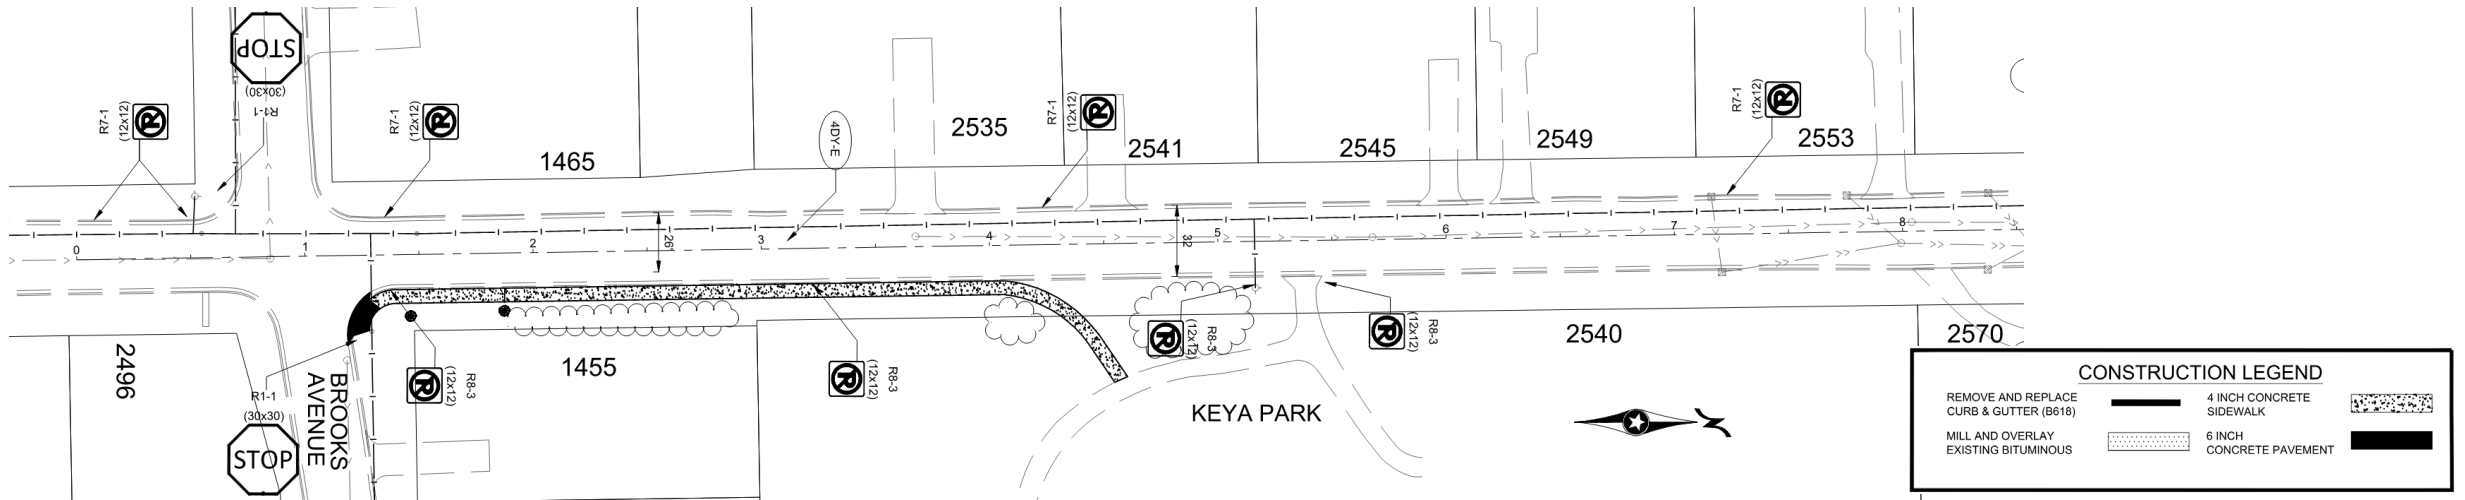 STOP
(30x30)
R1-1
R7-1
(12x12)
R7-1
(12x12)
1465
4DY-E
2535
R7-1
(12x12)
2541
2545
2549
R7-1
(12x12)
2553
0
1
2
3
4
5
6
7
8
26
32
2496
BROOKS
AVENUE
R1-1
(30x30)
STOP
R8-3
(12x12)
1455
R8-3
(12x12)
R8-3
(12x12)
R8-3
(12x12)
2540
2570
KEYA PARK
CONSTRUCTION LEGEND
REMOVE AND REPLACE
CURB & GUTTER (B618)
4 INCH CONCRETE
SIDEWALK
MILL AND OVERLAY
EXISTING BITUMINOUS
6 INCH
CONCRETE PAVEMENT